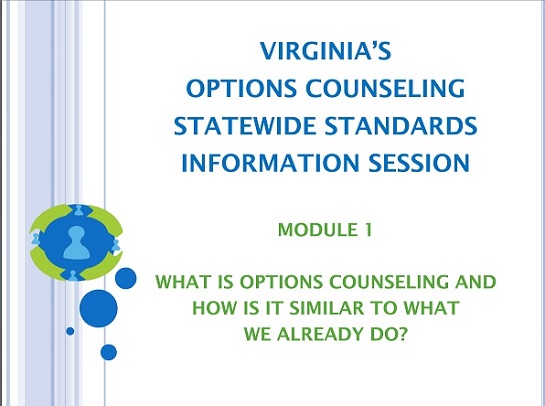 VIRGINIA'S
OPTIONS COUNSELING
STATEWIDE STANDARDS
INFORMATION SESSION
MODULE 1
WHAT IS OPTIONS COUNSELING AND
HOW IS IT SIMILAR TO WHAT
WE ALREADY DO?